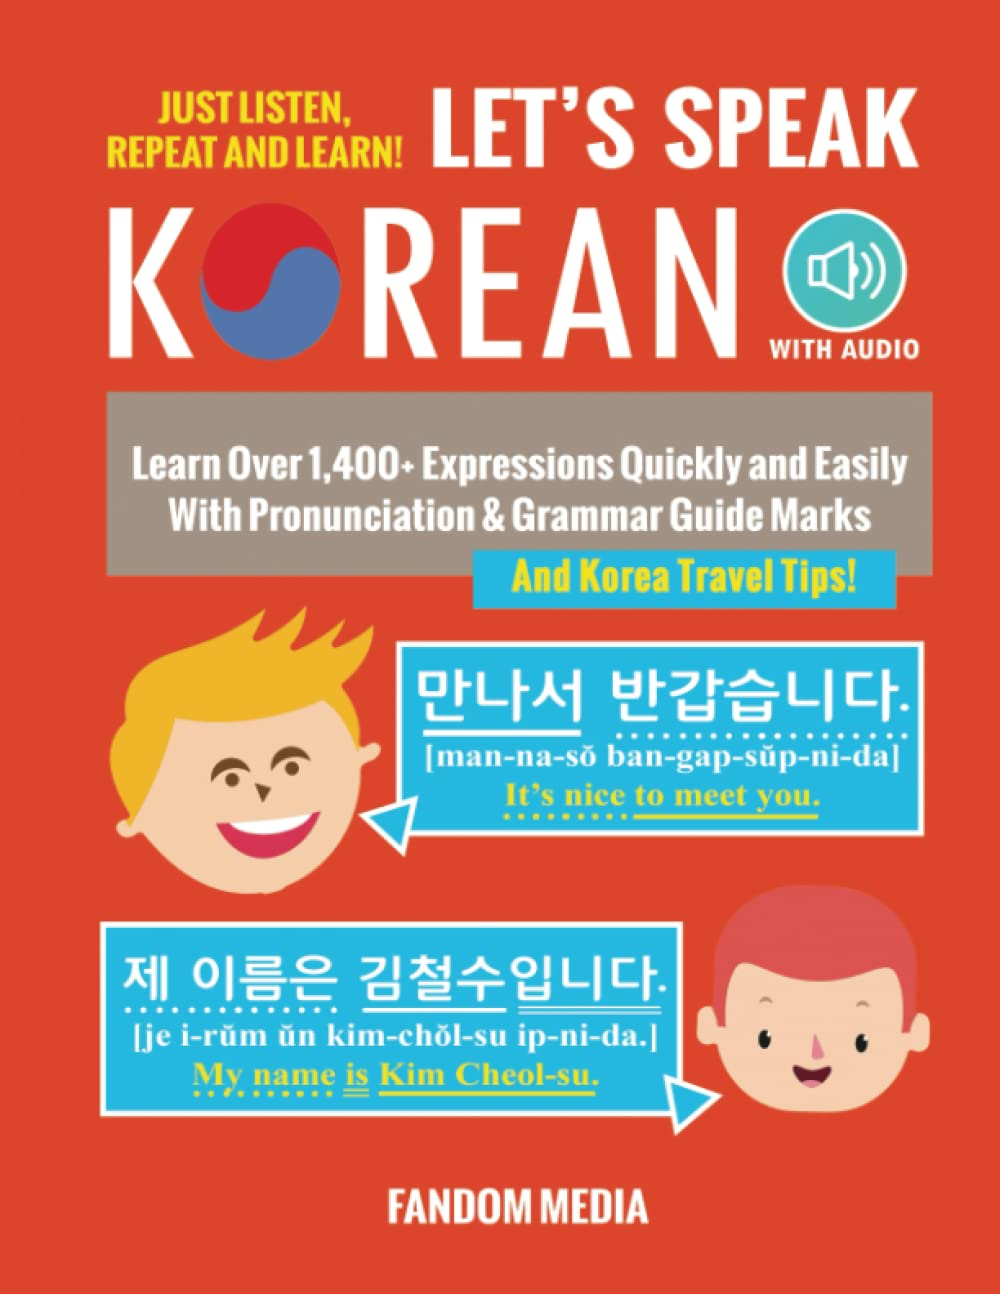 JUST LISTEN,
REPEAT AND LEARN!
LET'S SPEAK
KOREAN
WITH AUDIO
Learn Over 1,400+ Expressions Quickly and Easily
With Pronunciation & Grammar Guide Marks
And Korea Travel Tips!
만나서 반갑습니다.
[man-na-sŏ ban-gap-sŭp-ni-da]
It's nice to meet you.
제 이름은 김철수입니다.
[je i-rŭm ŭn kim-chŏl-su ip-ni-da.]
My name is Kim Cheol-su.
FANDOM MEDIA